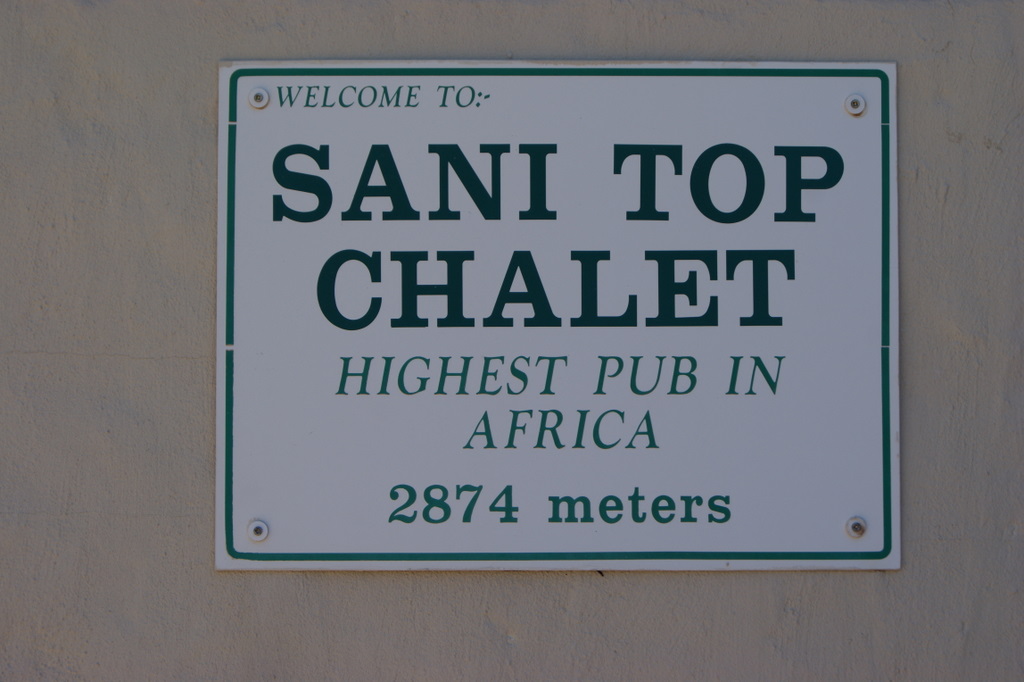 WELCOME TO:-
SANI TOP
CHALET
HIGHEST PUB IN
AFRICA
2874 meters